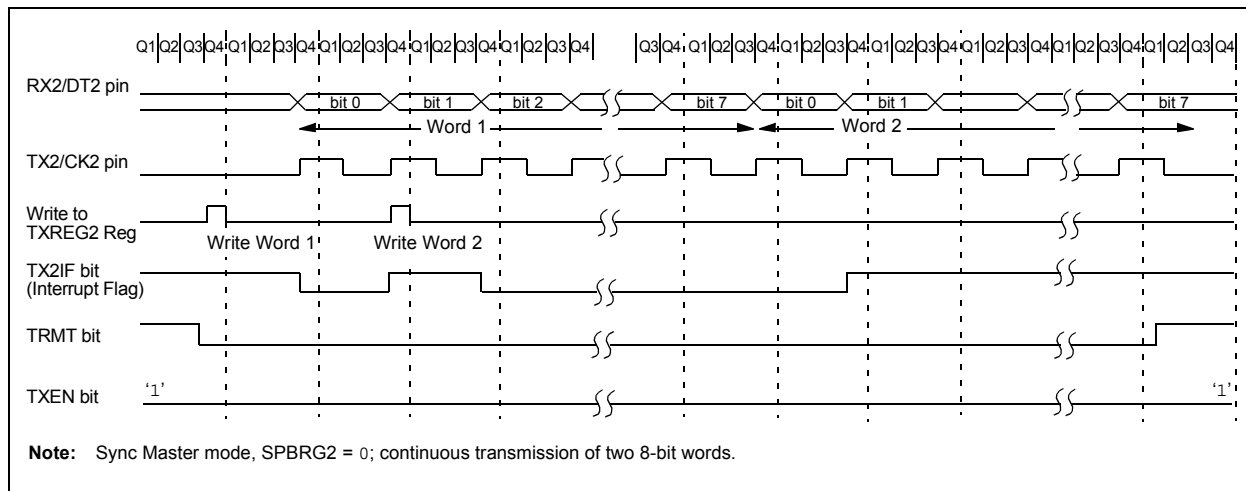 Q1 Q2 Q3 Q4 Q1 Q2 Q3 Q4 Q1 Q2 Q3 Q4 Q1 Q2 Q3 Q4 Q1 Q2 Q3 Q4 Q3 Q4 Q1 Q2 Q3 Q4 Q1 Q2 Q3 Q4 Q1 Q2 Q3 Q4 Q1 Q2 Q3 Q4 Q1 Q2 Q3 Q4 Q1 Q2 Q3 Q4
RX2/DT2 pin
bit 0 bit 1 bit 2 bit 7 bit 0 bit 1 bit 7
Word 1 Word 2
TX2/CK2 pin
Write to
TXREG2 Reg
Write Word 1 Write Word 2
TX2IF bit
(Interrupt Flag)
TRMT bit
TXEN bit
‘1’ ‘1’
Note: Sync Master mode, SPBRG2 = 0; continuous transmission of two 8-bit words.